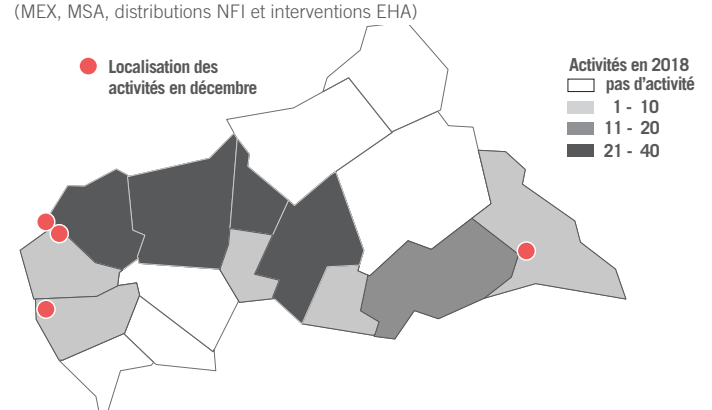 (MEX, MSA, distributions NFI et interventions EHA)
Localisation des
activités en décembre
Activités en 2018
pas d’activité
1 - 10
11 - 20
21 - 40